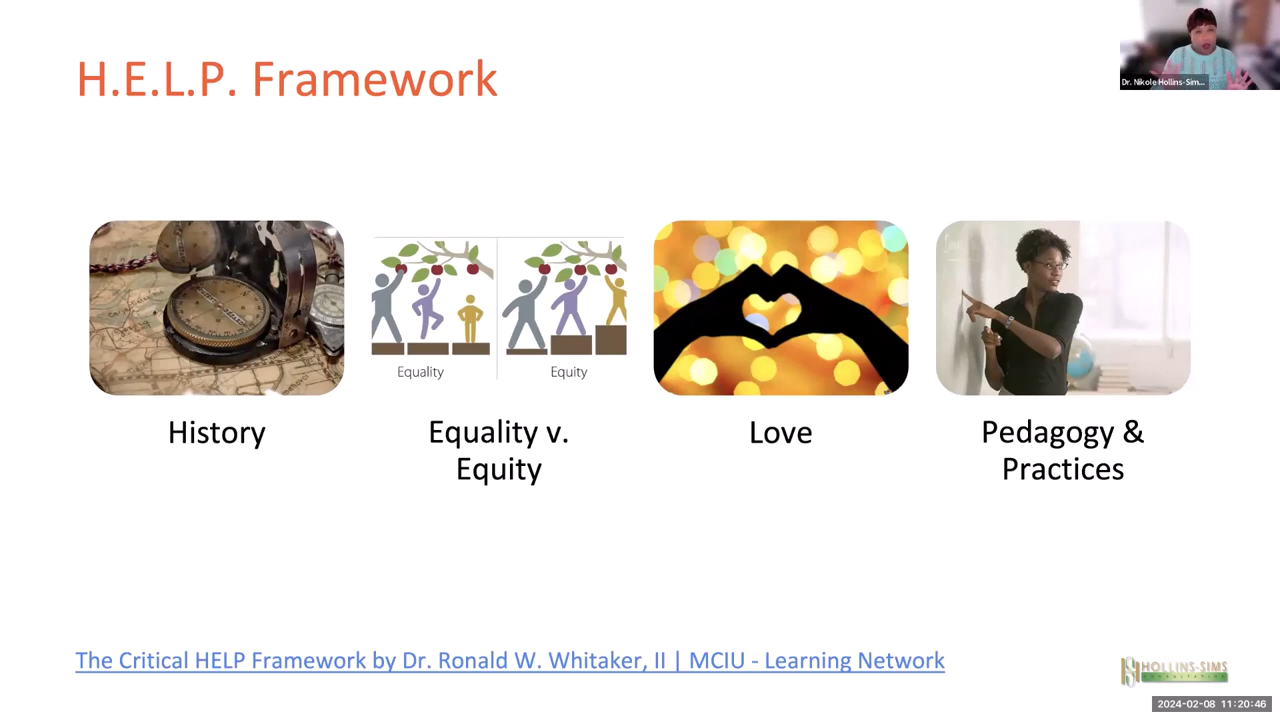 H.E.L.P. Framework
Dr. Nikole Hollins-Sim...
Equality
Equity
History
Equality v.
Equity
Love
Pedagogy &
Practices
The Critical HELP Framework by Dr. Ronald W. Whitaker, II | MCIU - Learning Network
HOLLINS-SIMS
CONSULTATION
2024-02-08 11:20:46